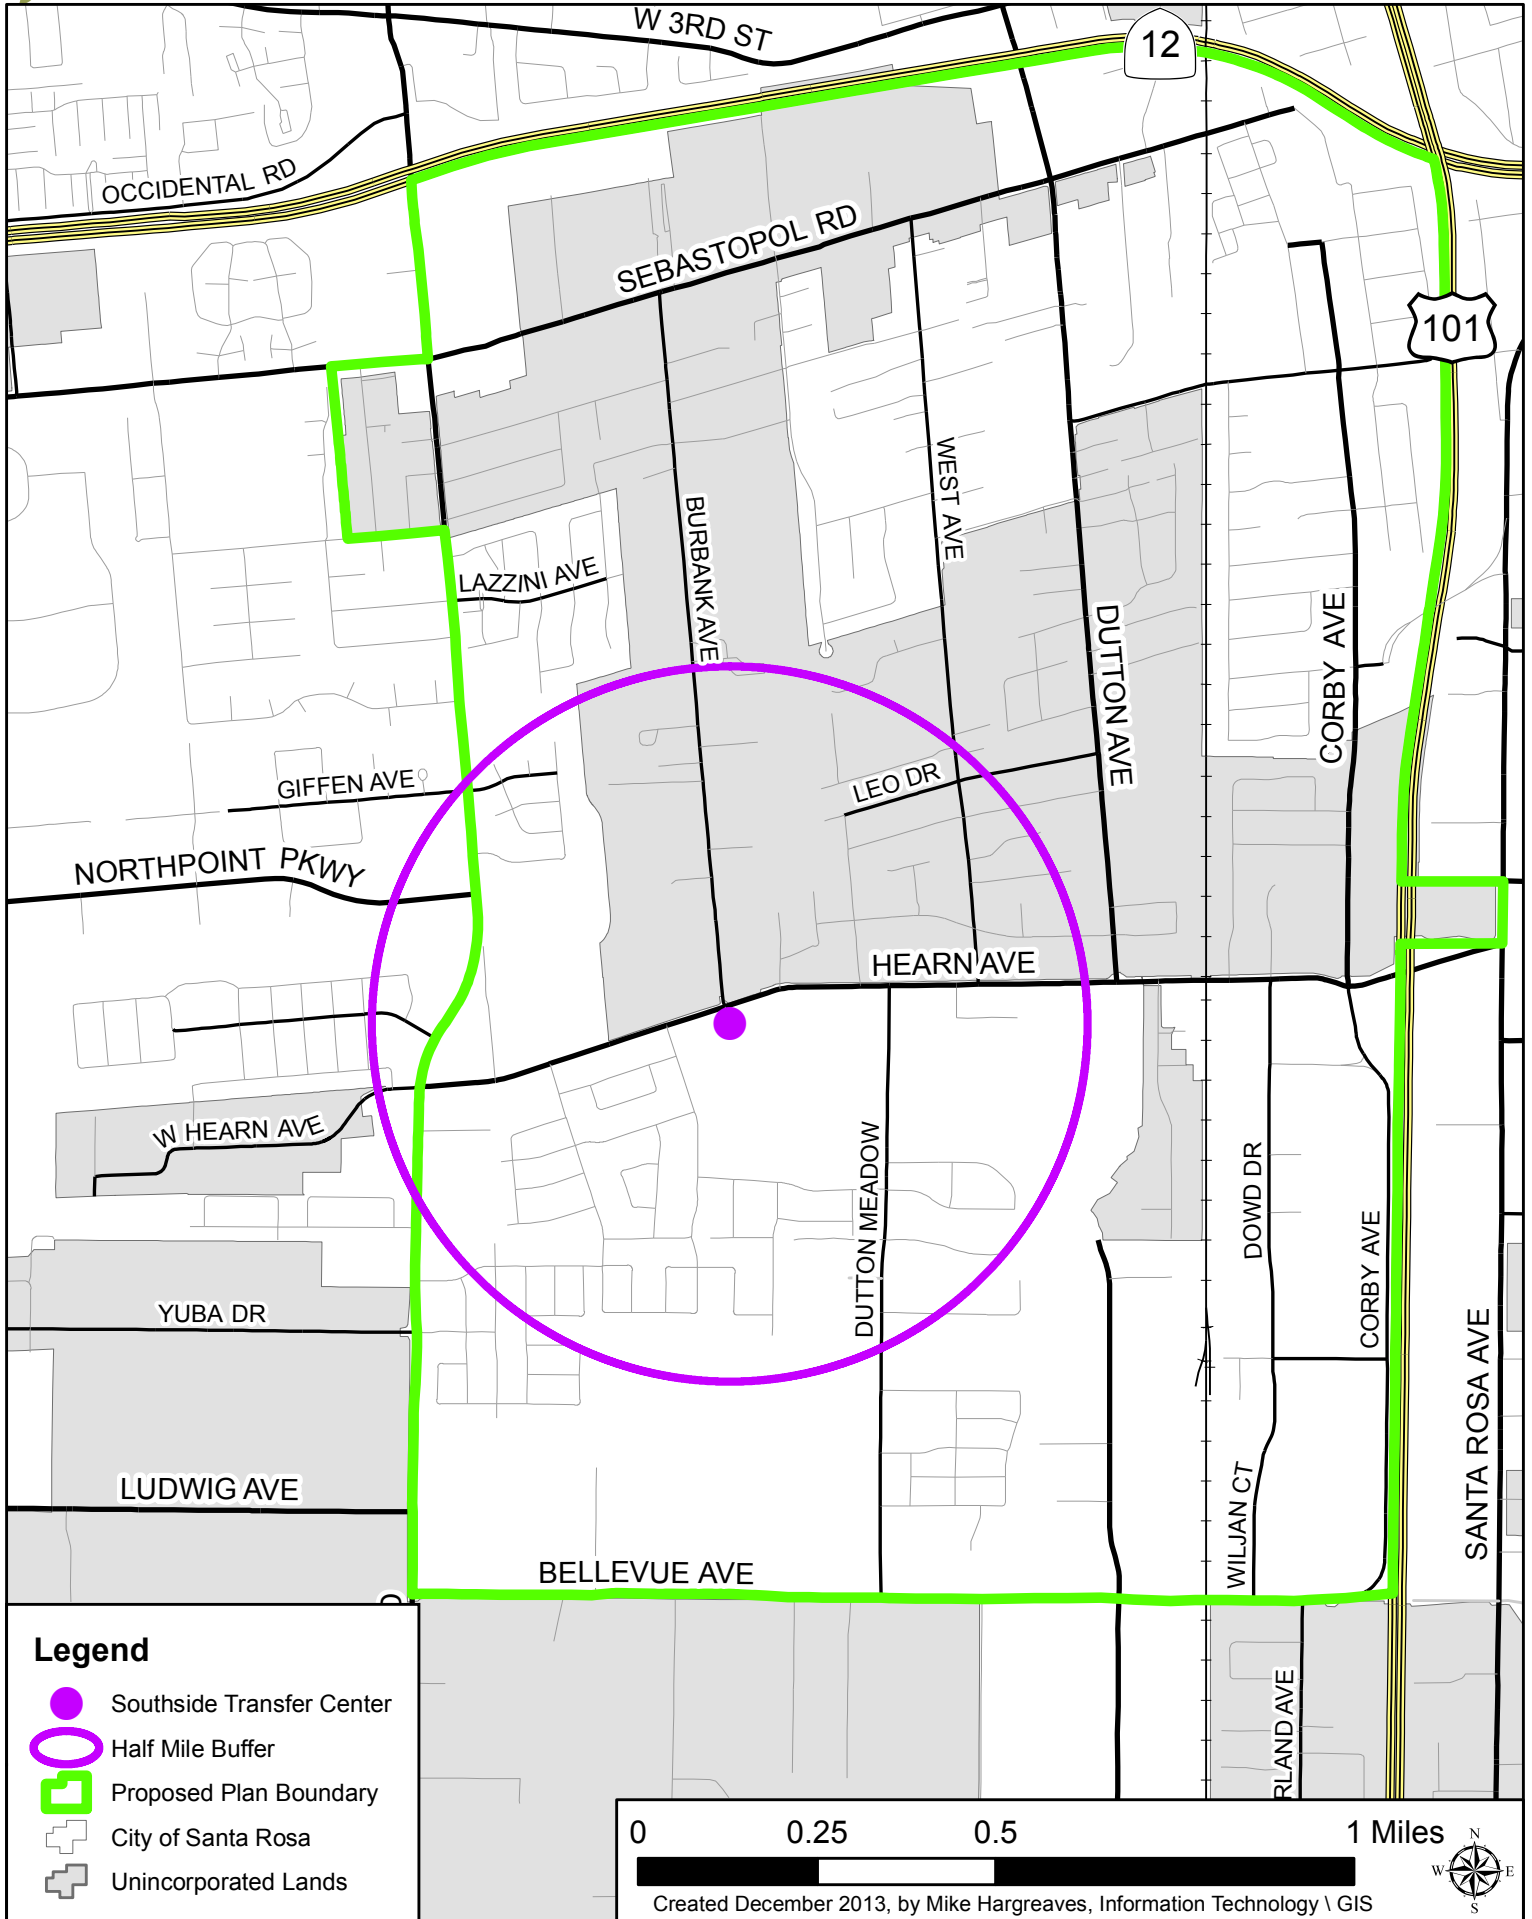 W 3RD ST
12
OCCIDENTAL RD
SEBASTOPOL RD
101
WEST AVE
BURBANK AVE
LAZZINI AVE
CORBY AVE
DUTTON AVE
GIFFEN AVE
LEO DR
NORTHPOINT PKWY
HEARN AVE
W HEARN AVE
DUTTON MEADOW
DOWD DR
CORBY AVE
YUBA DR
SANTA ROSA AVE
LUDWIG AVE
WILJAN CT
BELLEVUE AVE
RLAND AVE
Legend
Southside Transfer Center
Half Mile Buffer
Proposed Plan Boundary
City of Santa Rosa
Unincorporated Lands
0 0.25 0.5 1 Miles
N
W E
S
Created December 2013, by Mike Hargreaves, Information Technology \ GIS